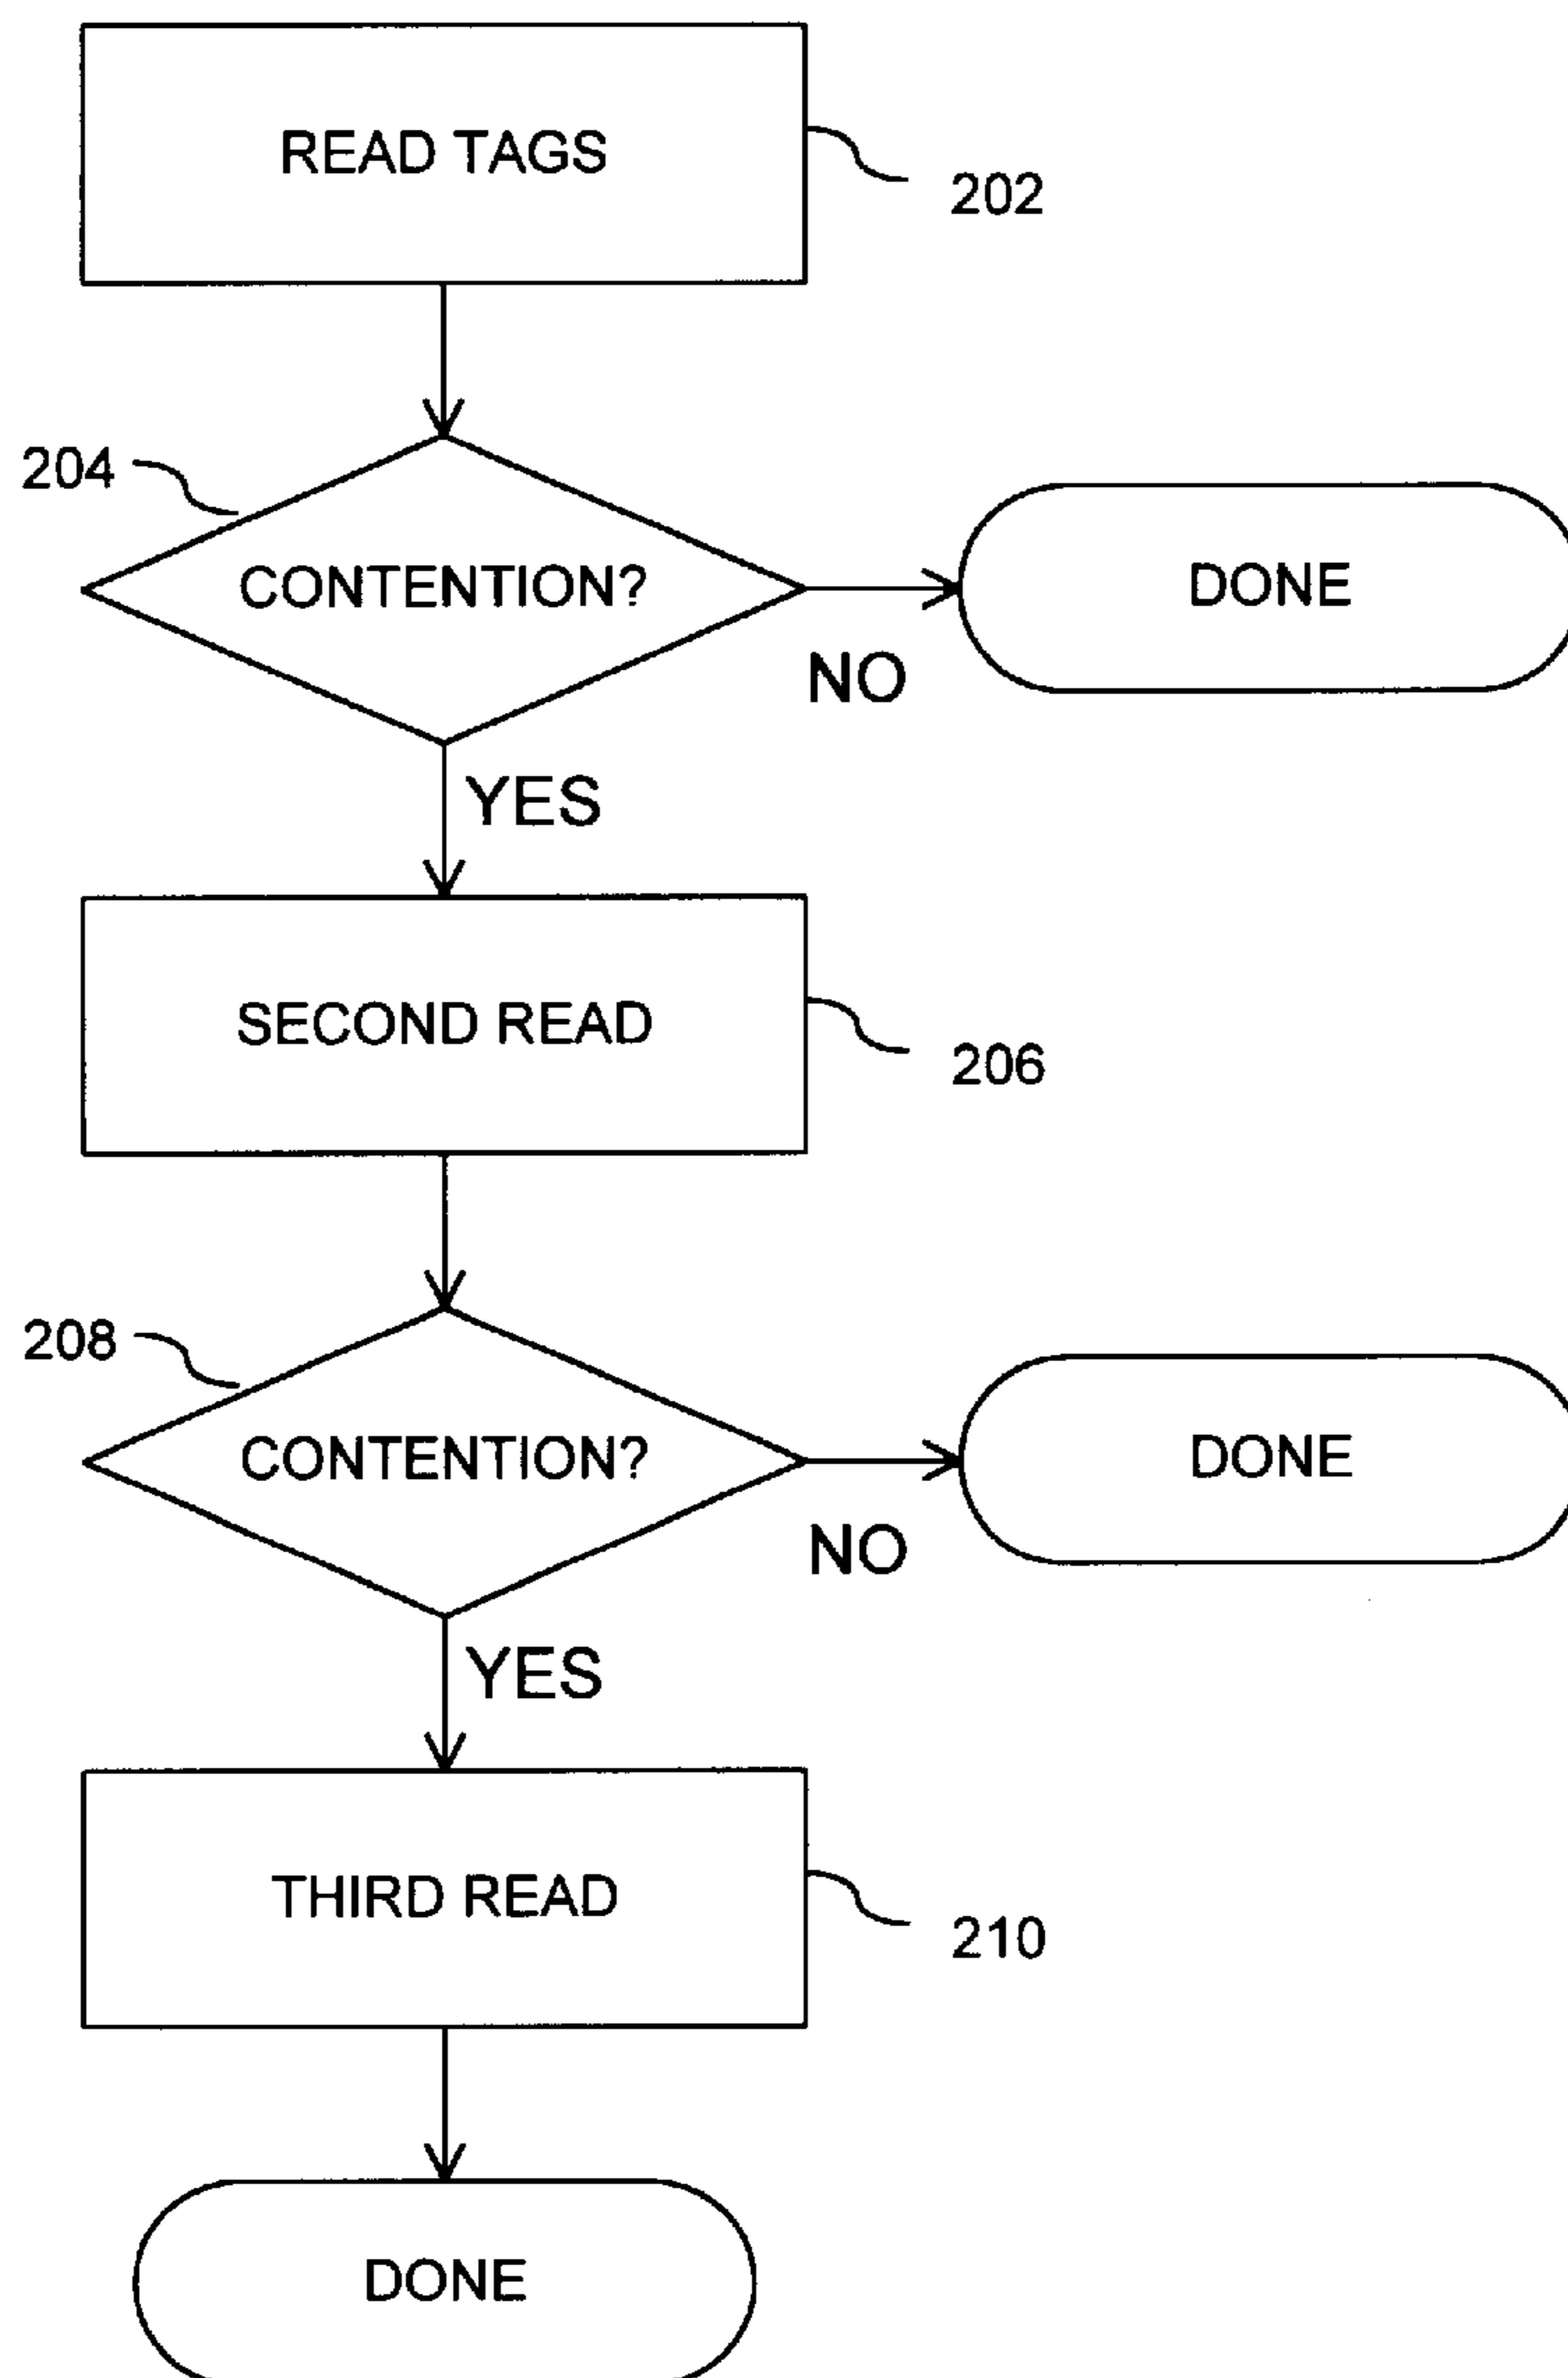 READ TAGS
202
204
CONTENTION?
DONE
NO
YES
SECOND READ
206
208
CONTENTION?
DONE
NO
YES
THIRD READ
210
DONE